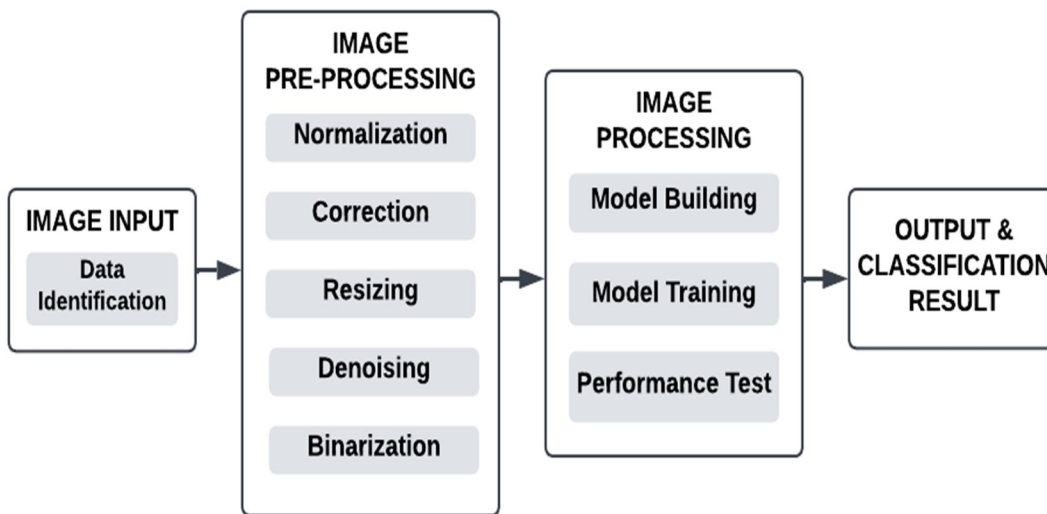 IMAGE INPUT
Data
Identification
IMAGE
PRE-PROCESSING
Normalization
Correction
Resizing
Denoising
Binarization
IMAGE
PROCESSING
Model Building
Model Training
Performance Test
OUTPUT &
CLASSIFICATION
RESULT